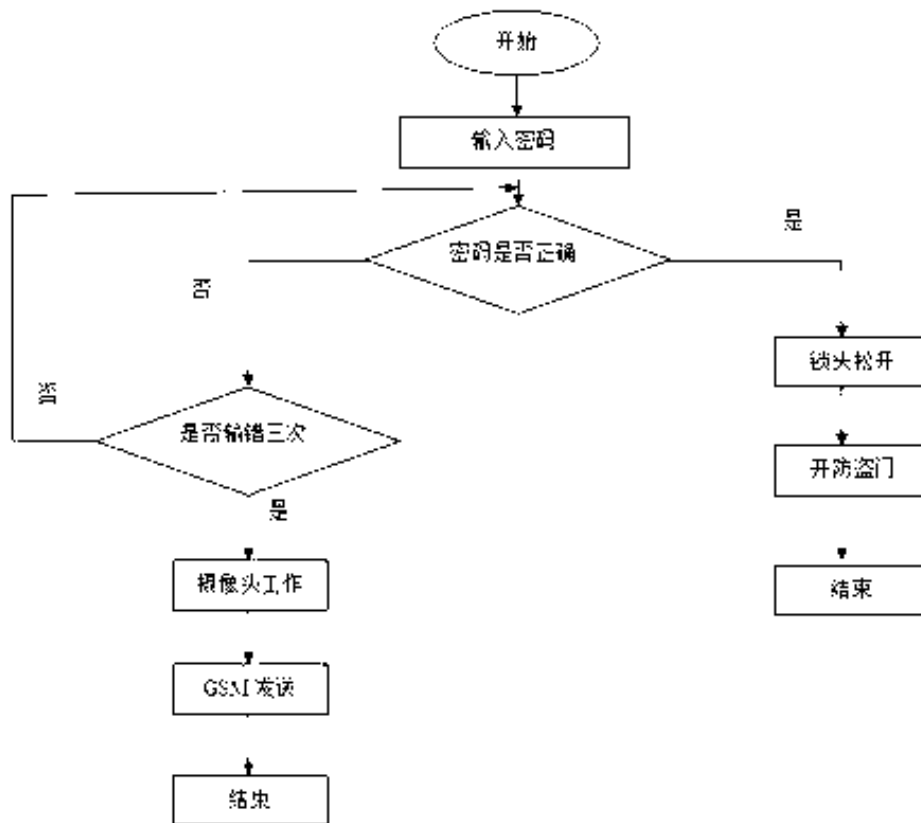 开始
输入密码
密码是否正确
是
否
锁头松开
否
是否输错三次
开防盗门
是
摄像头工作
结束
GSM 发送
结束